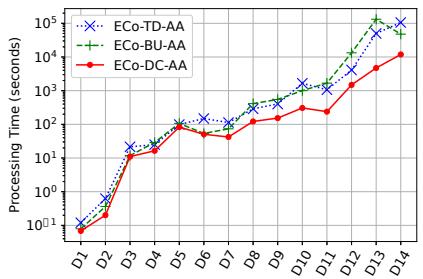 ECo-TD-AA
ECo-BU-AA
ECo-DC-AA
Processing Time (seconds)
10^5
10^4
10^3
10^2
10^1
10^0
10^▯1
D1 D2 D3 D4 D5 D6 D7 D8 D9 D10 D11 D12 D13 D14